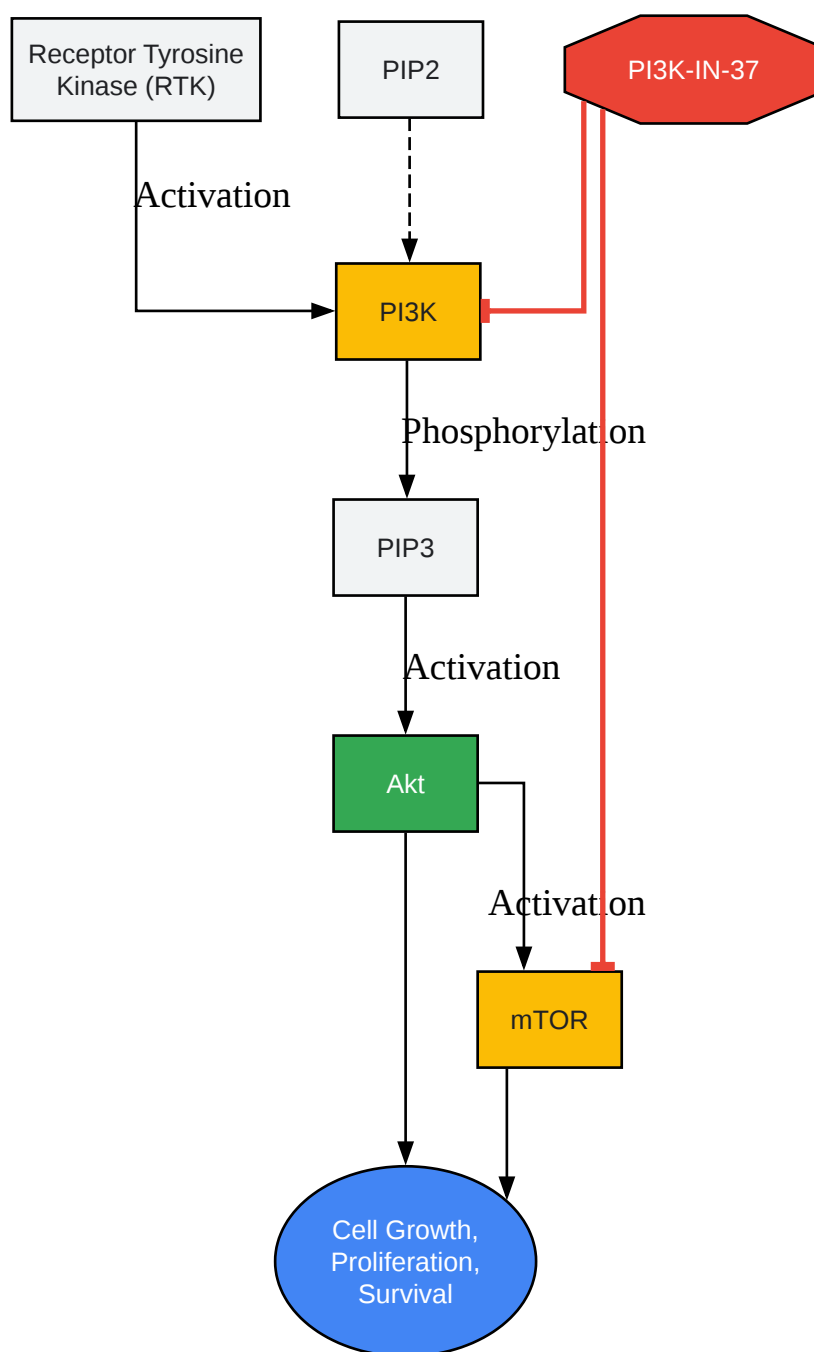 Receptor Tyrosine
Kinase (RTK)
PIP2
PI3K-IN-37
Activation
PI3K
Phosphorylation
PIP3
Activation
Akt
Activation
mTOR
Cell Growth,
Proliferation,
Survival